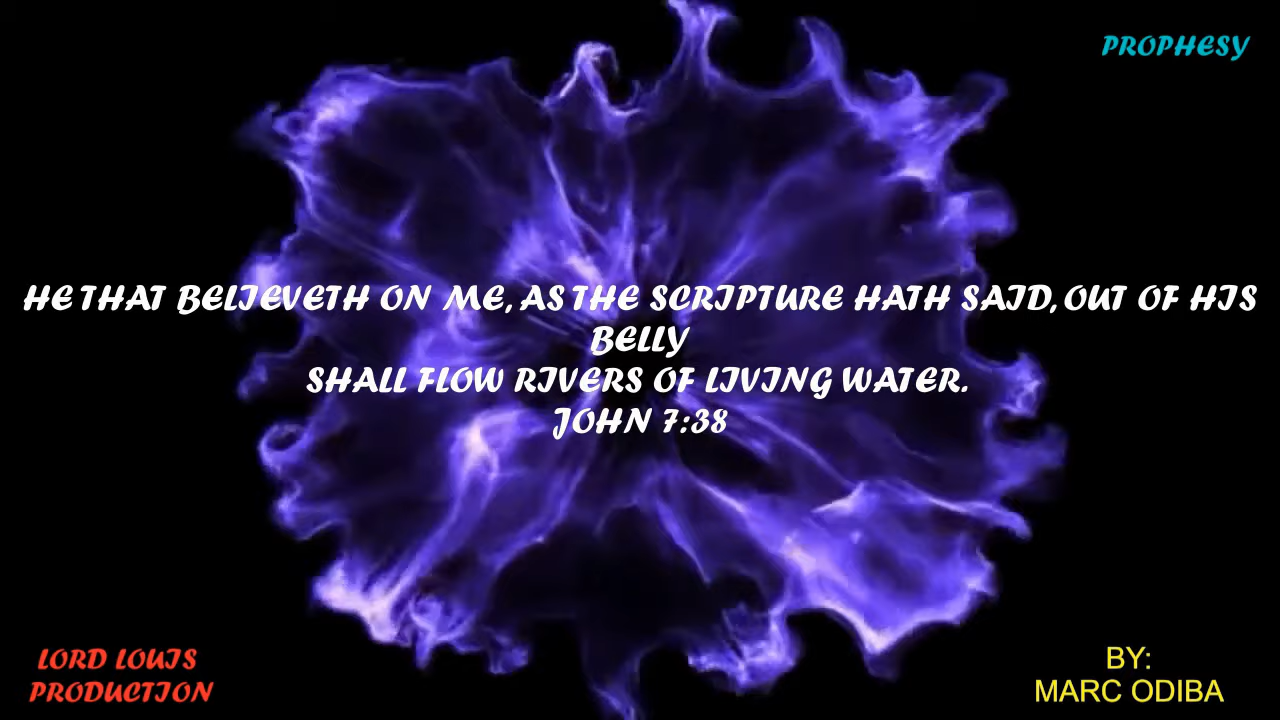 PROPHESY
HE THAT BELIEVETH ON ME, AS THE SCRIPTURE HATH SAID, OUT OF HIS
BELLY
SHALL FLOW RIVERS OF LIVING WATER.
JOHN 7:38
LORD LOUIS
PRODUCTION
BY:
MARC ODIBA